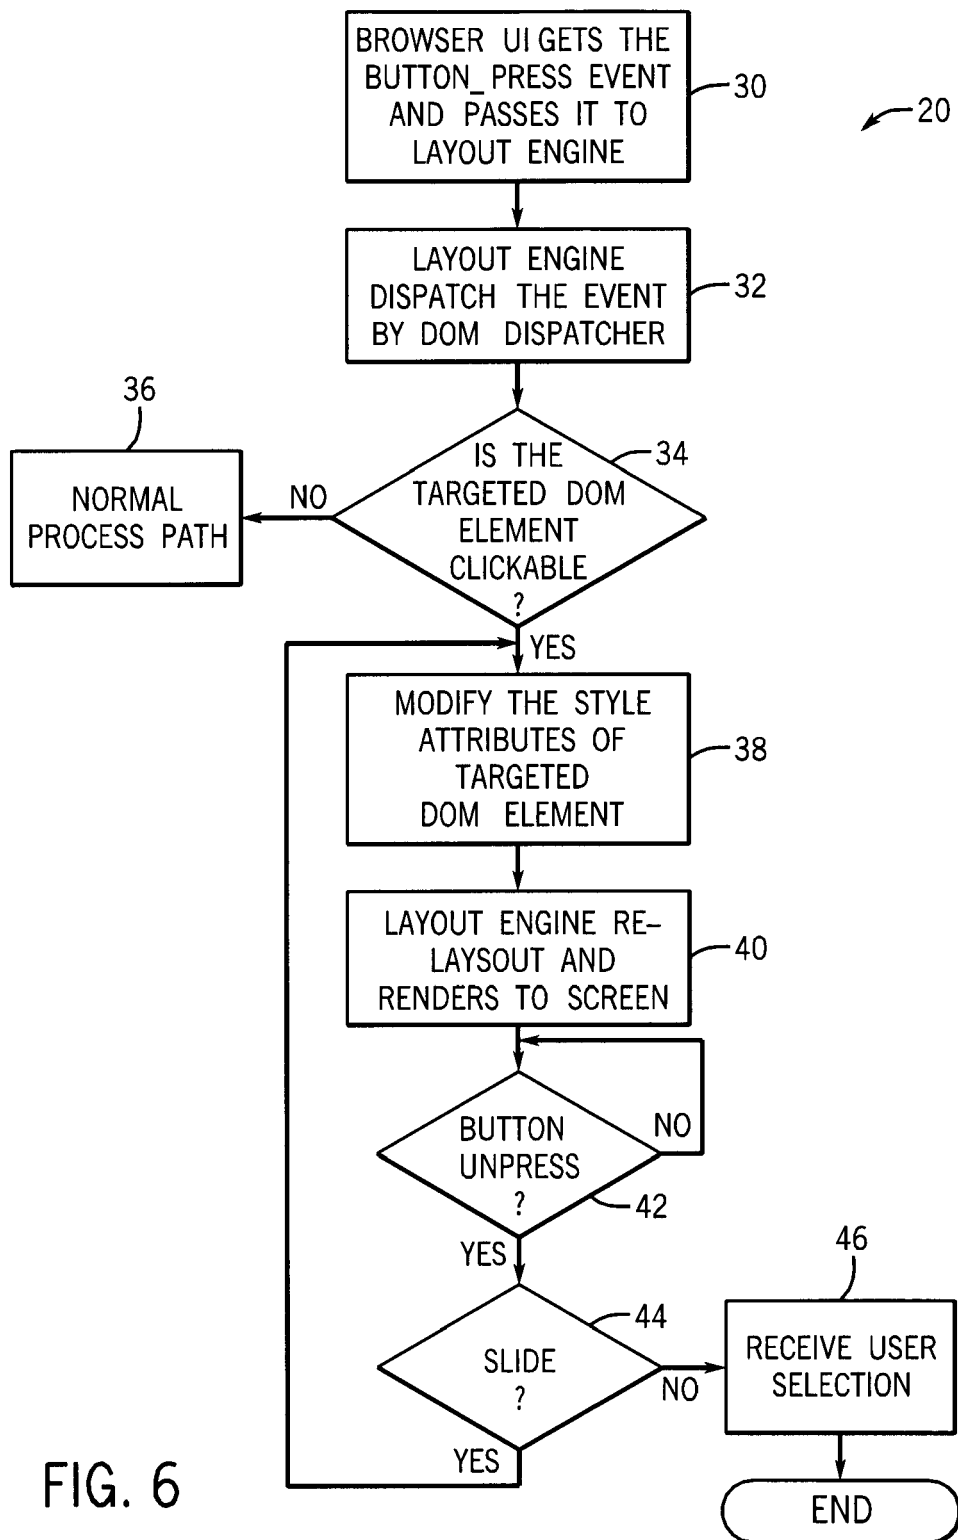 BROWSER UI GETS THE
BUTTON_PRESS EVENT
AND PASSES IT TO
LAYOUT ENGINE
30
20
LAYOUT ENGINE
DISPATCH THE EVENT
BY DOM DISPATCHER
32
36
NORMAL
PROCESS PATH
NO
IS THE
TARGETED DOM
ELEMENT
CLICKABLE
?
34
YES
MODIFY THE STYLE
ATTRIBUTES OF
TARGETED
DOM ELEMENT
38
LAYOUT ENGINE RE-
LAYSOUT AND
RENDERS TO SCREEN
40
BUTTON
UNPRESS
?
NO
42
YES
SLIDE
?
44
NO
YES
46
RECEIVE USER
SELECTION
END
FIG. 6